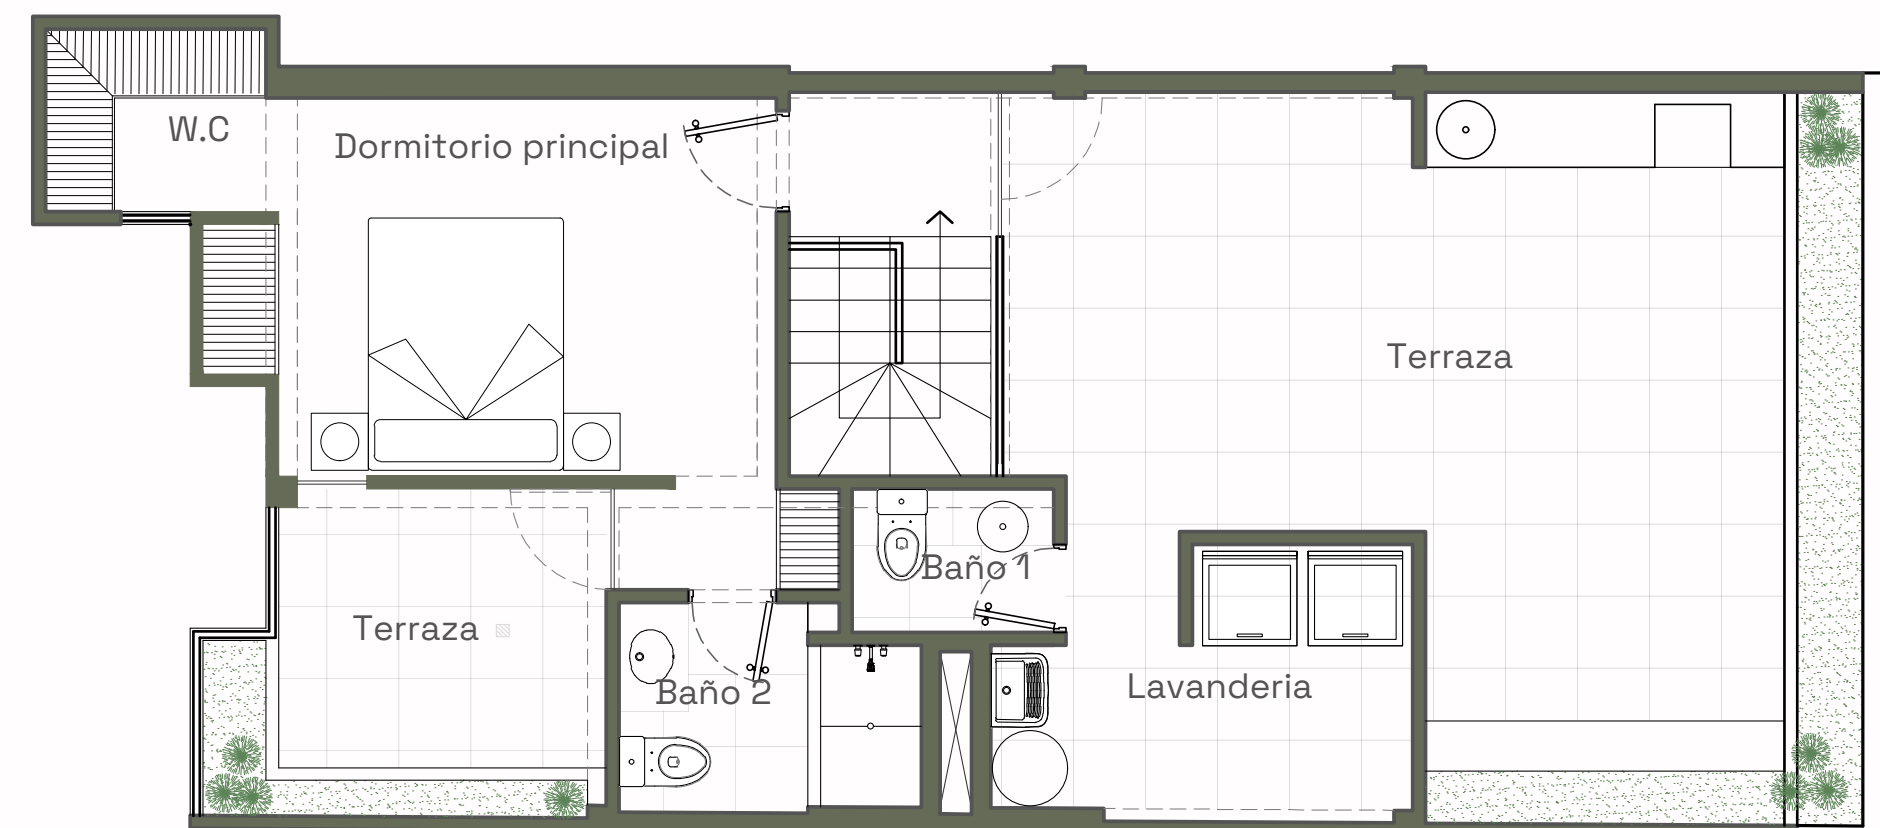 W.C
Dormitorio principal
Terraza
Baño 1
Terraza
Baño 2
Lavanderia